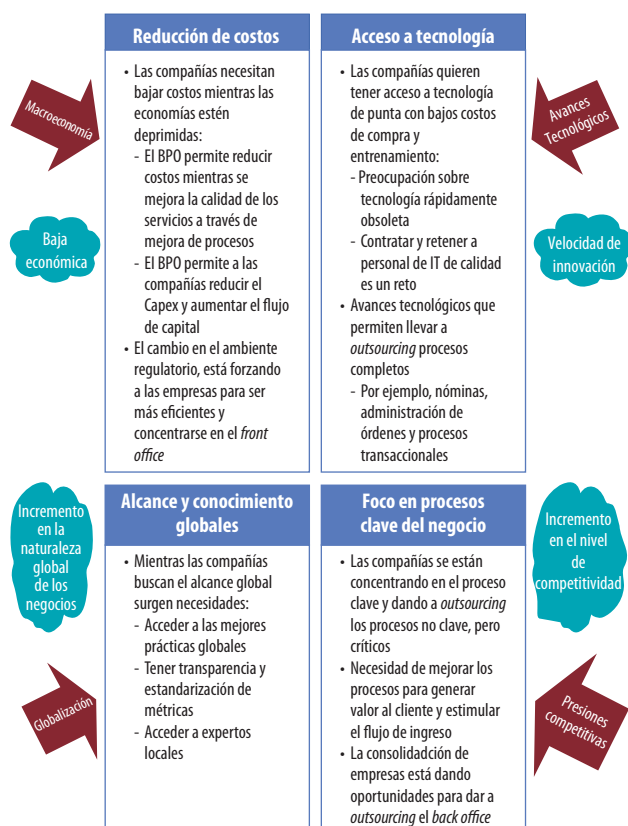 Reducción de costos
• Las compañías necesitan
bajar costos mientras las
economías estén
deprimidas:
- El BPO permite reducir
costos mientras se
mejora la calidad de los
servicios a través de
mejora de procesos
- El BPO permite a las
compañías reducir el
Capex y aumentar el flujo
de capital
• El cambio en el ambiente
regulatorio, está forzando
a las empresas para ser
más eficientes y
concentrarse en el front
office
Macroeconomía
Baja
económica
Acceso a tecnología
• Las compañías quieren
tener acceso a tecnología
de punta con bajos costos
de compra y
entrenamiento:
- Preocupación sobre
tecnología rápidamente
obsoleta
- Contratar y retener a
personal de IT de calidad
es un reto
• Avances tecnológicos que
permiten llevar a
outsourcing procesos
completos
- Por ejemplo, nóminas,
administración de
órdenes y procesos
transaccionales
Avances
Tecnológicos
Velocidad de
innovación
Alcance y conocimiento
globales
• Mientras las compañías
buscan el alcance global
surgen necesidades:
- Acceder a las mejores
prácticas globales
- Tener transparencia y
estandarización de
métricas
- Acceder a expertos
locales
Incremento
en la
naturaleza
global
de los
negocios
Globalización
Foco en procesos
clave del negocio
• Las compañías se están
concentrando en el proceso
clave y dando a outsourcing
los procesos no clave, pero
críticos
• Necesidad de mejorar los
procesos para generar
valor al cliente y estimular
el flujo de ingreso
• La consolidadción de
empresas está dando
oportunidades para dar a
outsourcing el back office
Incremento
en el nivel
de
competitividad
Presiones
competitivas